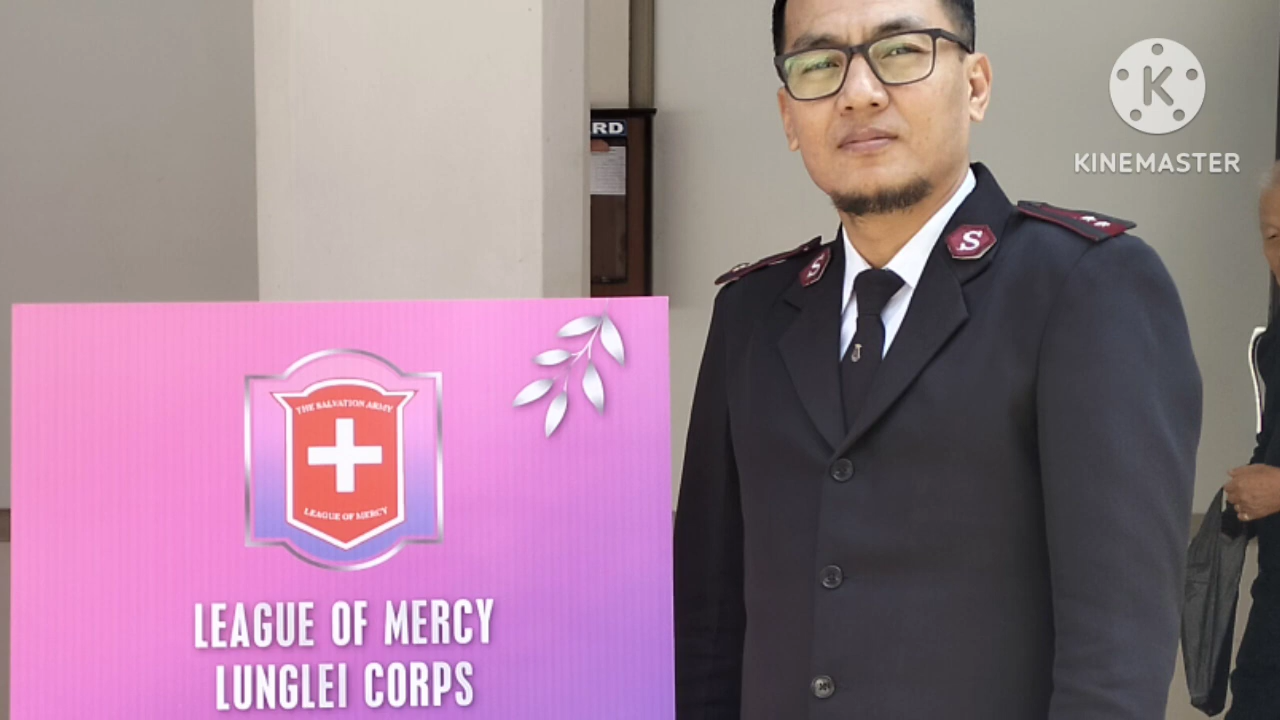 RD
K
KINEMASTER
S
S
THE SALVATION ARMY
LEAGUE OF MERCY
LEAGUE OF MERCY
LUNGLEI CORPS